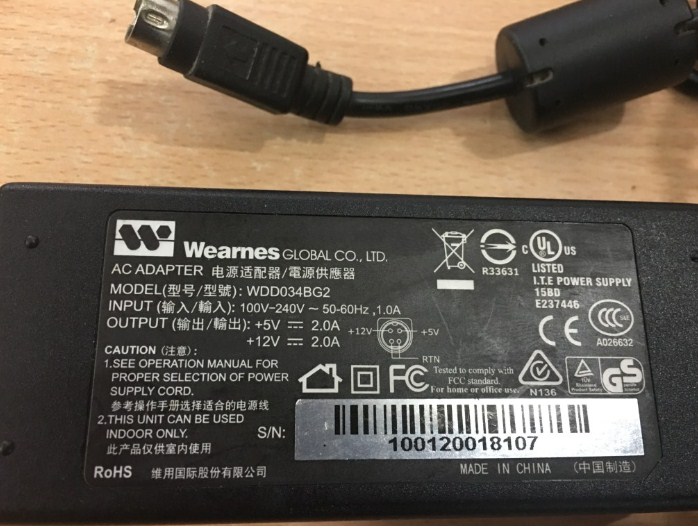 Wearnes GLOBAL CO., LTD.
AC ADAPTER 电源适配器/電源供應器
MODEL(型号/型號): WDD034BG2
INPUT (输入/輸入): 100V-240V ~ 50-60Hz ,1.0A
OUTPUT (输出/輸出): +5V ⎓ 2.0A
+12V ⎓ 2.0A
+12V
+5V
RTN
CAUTION (注意) :
1.SEE OPERATION MANUAL FOR
PROPER SELECTION OF POWER
SUPPLY CORD.
参考操作手册选择适合的电源线
2.THIS UNIT CAN BE USED
INDOOR ONLY.
此产品仅供室内使用
RoHS 维用国际股份有限公司
R33631
C UL US
LISTED
I.T.E POWER SUPPLY
15BD
E237446
CE
CCC
A026632
FC
Tested to comply with
FCC standard.
For home or office use.
N136
GS
S/N:
100120018107
MADE IN CHINA (中国制造)